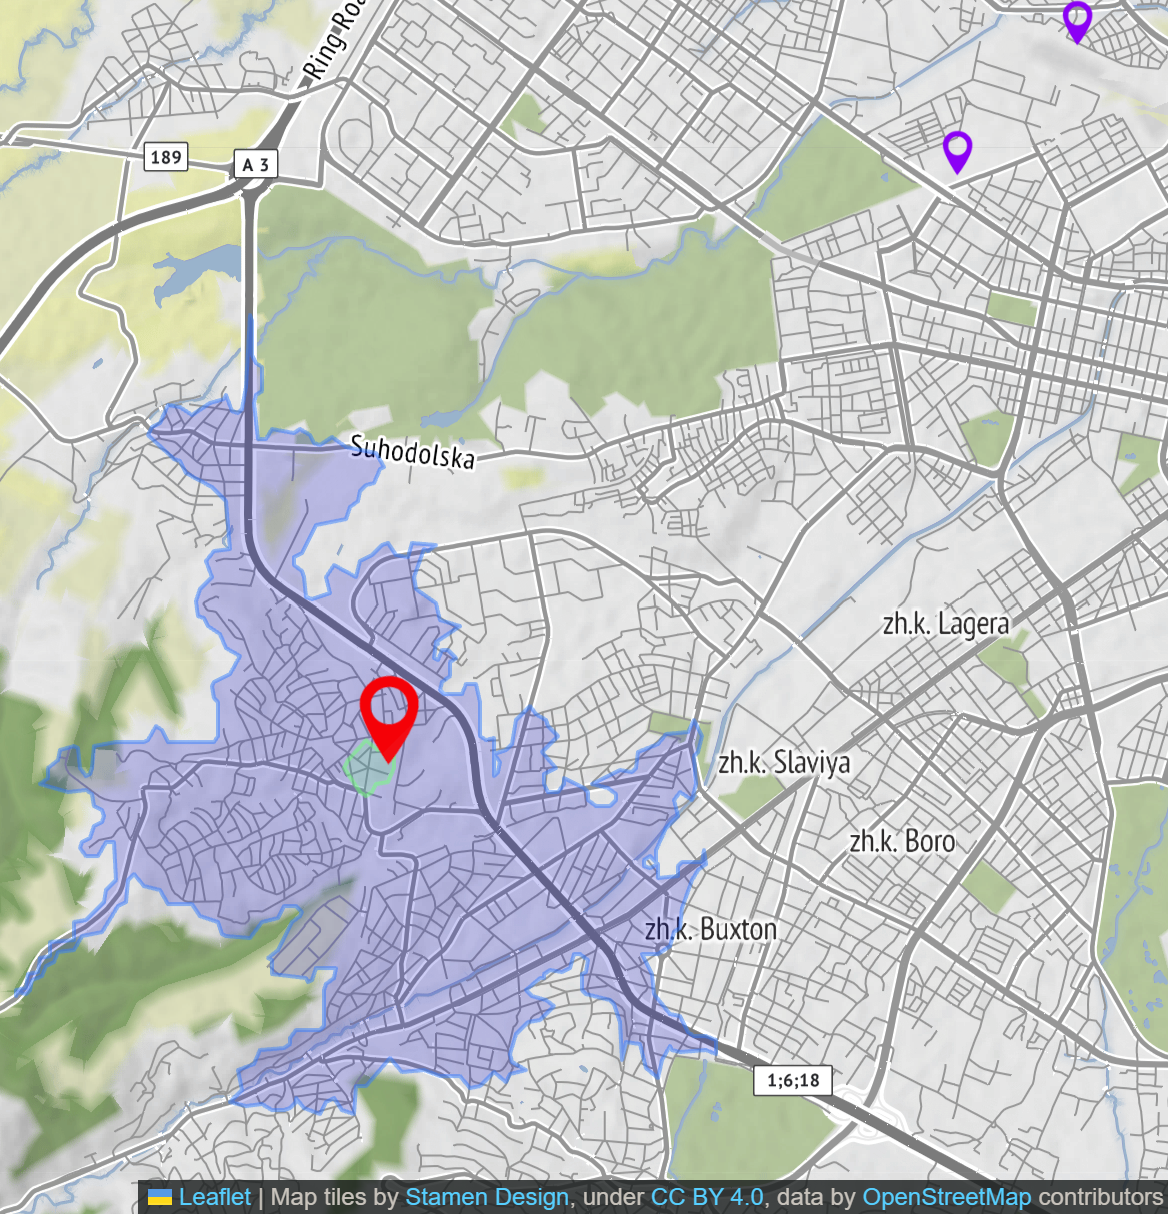 Ring Roa
189
A 3
Suhodolska
zh.k. Lagera
zh.k. Slaviya
zh.k. Boro
zh.k. Buxton
1;6;18
Leaflet | Map tiles by Stamen Design, under CC BY 4.0, data by OpenStreetMap contributors